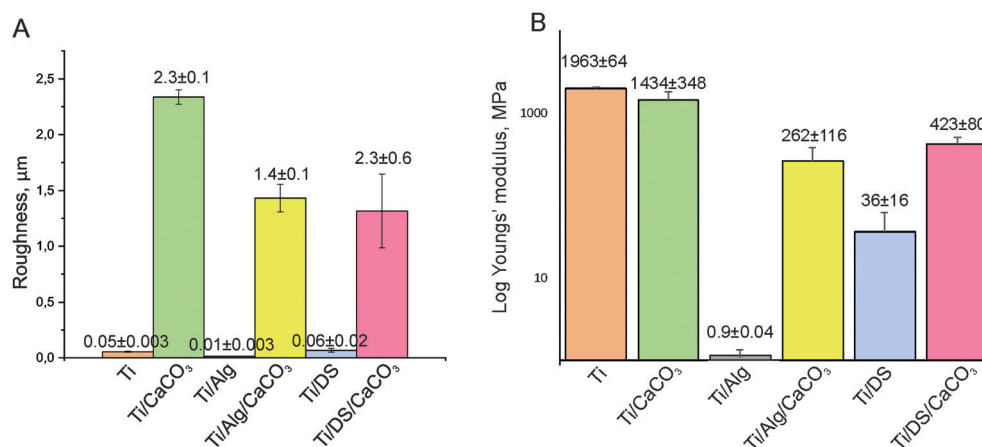 A
Roughness, µm
2,5
2,0
1,5
1,0
0,5
0,0
0.05±0.003
2.3±0.1
0.01±0.003
1.4±0.1
0.06±0.02
2.3±0.6
Ti
Ti/CaCO₃
Ti/Alg
Ti/Alg/CaCO₃
Ti/DS
Ti/DS/CaCO₃
B
Log Youngs' modulus, MPa
1000
10
1963±64
1434±348
0.9±0.04
262±116
36±16
423±80
Ti
Ti/CaCO₃
Ti/Alg
Ti/Alg/CaCO₃
Ti/DS
Ti/DS/CaCO₃